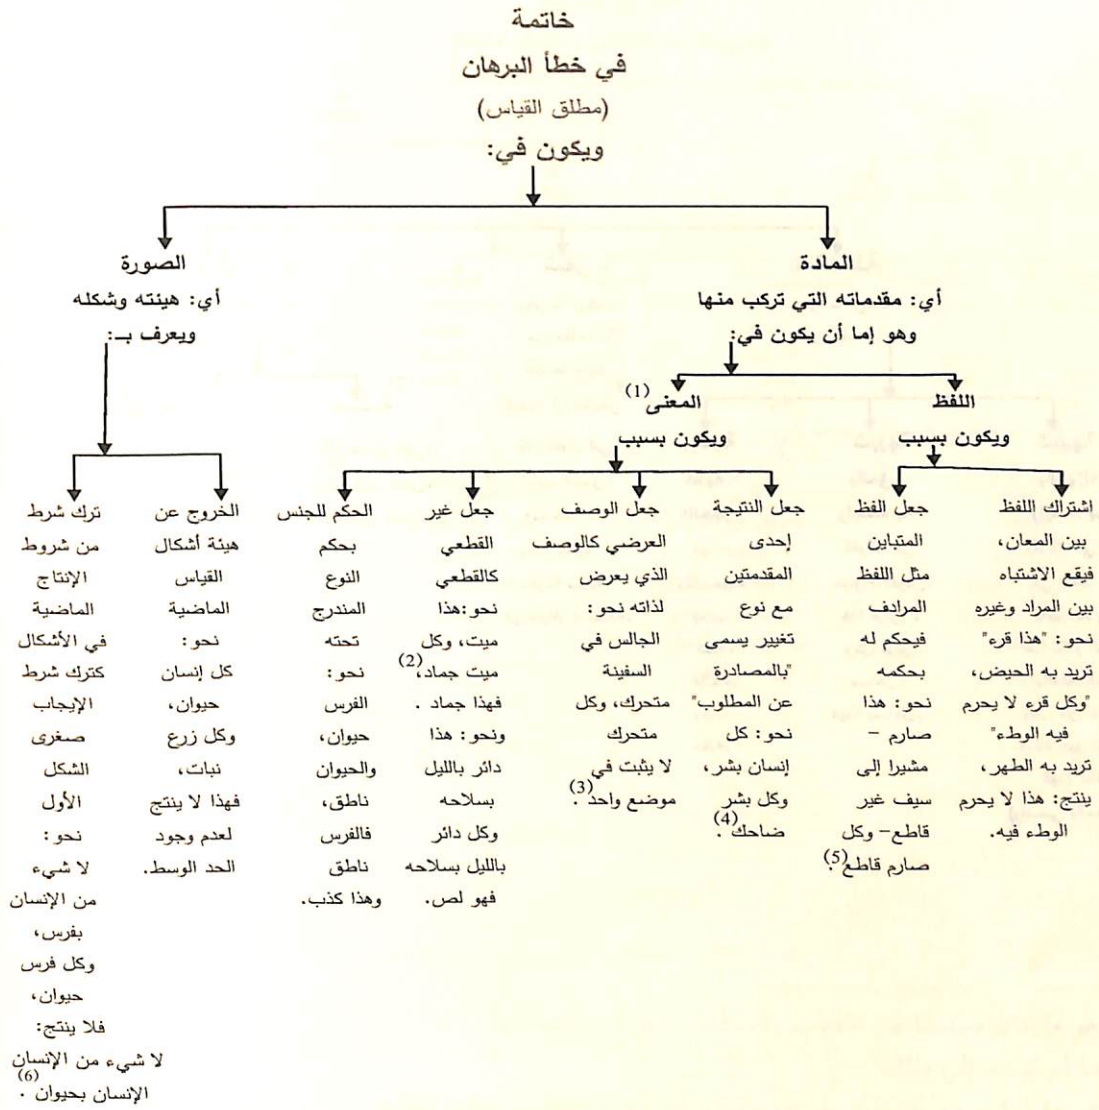 خاتمة
في خطأ البرهان
(مطلق القياس)
ويكون في:
المادة
أي: مقدماته التي تركب منها
وهو إما أن يكون في:
اللفظ
ويكون بسبب
اشتراك اللفظ
بين المعان،
فيقع الاشتباه
بين المراد وغيره
نحو: "هذا قرء"
تريد به الحيض،
"وكل قرء لا يحرم
فيه الوطء"
تريد به الطهر،
ينتج: هذا لا يحرم
الوطء فيه.
جعل الفظ
المتباين
مثل اللفظ
المرادف
فيحكم له
بحكمه
نحو: هذا
صارم –
مشيرا إلى
سيف غير
قاطع– وكل
صارم قاطع(5).
المعنى(1)
ويكون بسبب
جعل النتيجة
إحدى
المقدمتين
مع نوع
تغيير يسمى
"بالمصادرة
عن المطلوب"
نحو: كل
إنسان بشر،
وكل بشر
ضاحك(4).
جعل الوصف
العرضي كالوصف
الذي يعرض
لذاته نحو:
الجالس في
السفينة
متحرك، وكل
متحرك
لا يثبت في
موضع واحد(3).
جعل غير
القطعي
كالقطعي
نحو:هذا
ميت، وكل
ميت جماد،(2)
فهذا جماد .
ونحو: هذا
دائر بالليل
بسلاحه
وكل دائر
بالليل بسلاحه
فهو لص.
الحكم للجنس
بحكم
النوع
المندرج
تحته
نحو:
الفرس
حيوان،
والحيوان
ناطق،
فالفرس
ناطق
وهذا كذب.
الصورة
أي: هيئته وشكله
ويعرف بـ:
الخروج عن
هيئة أشكال
القياس
الماضية
نحو:
كل إنسان
حيوان،
وكل زرع
نبات،
فهذا لا ينتج
لعدم وجود
الحد الوسط.
ترك شرط
من شروط
الإنتاج
الماضية
في الأشكال
كترك شرط
الإيجاب
صغرى
الشكل
الأول
نحو:
لا شيء
من الإنسان
بفرس،
وكل فرس
حيوان،
فلا ينتج:
لا شيء من الإنسان
الإنسان بحيوان(6) .